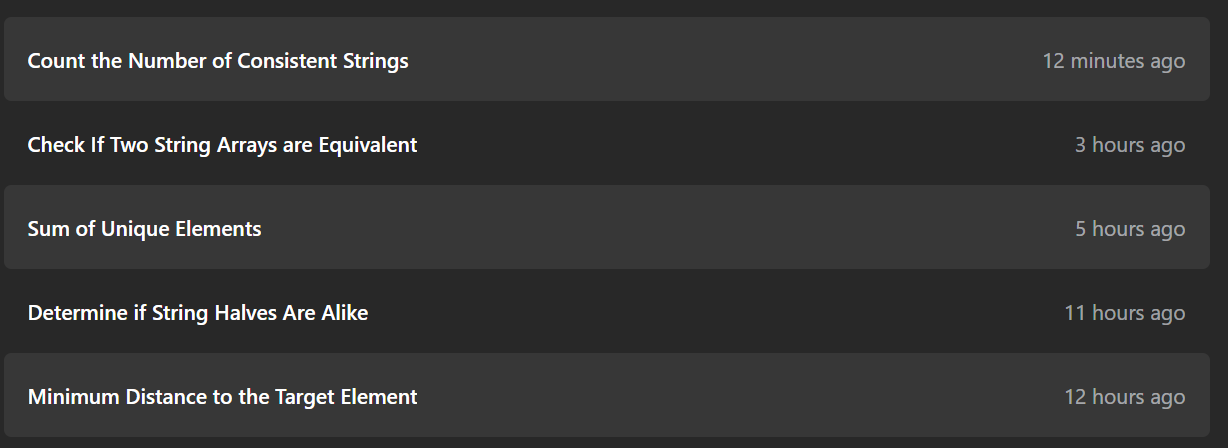 Count the Number of Consistent Strings 12 minutes ago
Check If Two String Arrays are Equivalent 3 hours ago
Sum of Unique Elements 5 hours ago
Determine if String Halves Are Alike 11 hours ago
Minimum Distance to the Target Element 12 hours ago